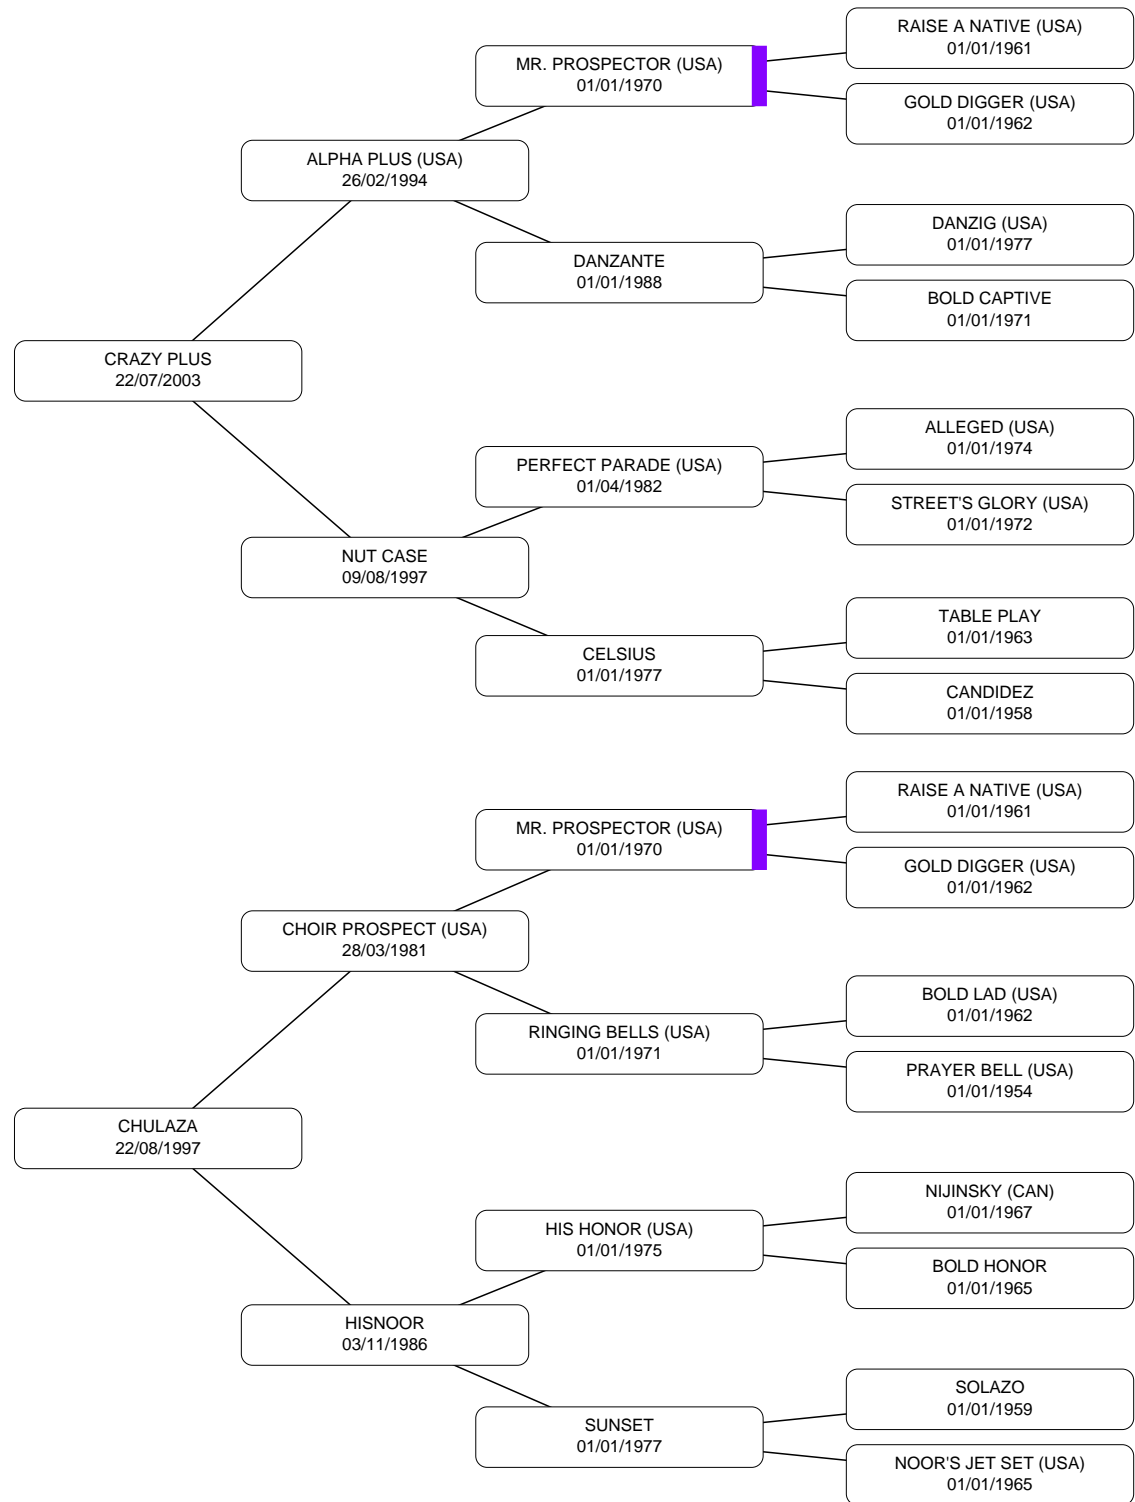 RAISE A NATIVE (USA)
01/01/1961
MR. PROSPECTOR (USA)
01/01/1970
GOLD DIGGER (USA)
01/01/1962
ALPHA PLUS (USA)
26/02/1994
DANZIG (USA)
01/01/1977
DANZANTE
01/01/1988
BOLD CAPTIVE
01/01/1971
CRAZY PLUS
22/07/2003
ALLEGED (USA)
01/01/1974
PERFECT PARADE (USA)
01/04/1982
STREET'S GLORY (USA)
01/01/1972
NUT CASE
09/08/1997
TABLE PLAY
01/01/1963
CELSIUS
01/01/1977
CANDIDEZ
01/01/1958
RAISE A NATIVE (USA)
01/01/1961
MR. PROSPECTOR (USA)
01/01/1970
GOLD DIGGER (USA)
01/01/1962
CHOIR PROSPECT (USA)
28/03/1981
BOLD LAD (USA)
01/01/1962
RINGING BELLS (USA)
01/01/1971
PRAYER BELL (USA)
01/01/1954
CHULAZA
22/08/1997
NIJINSKY (CAN)
01/01/1967
HIS HONOR (USA)
01/01/1975
BOLD HONOR
01/01/1965
HISNOOR
03/11/1986
SOLAZO
01/01/1959
SUNSET
01/01/1977
NOOR'S JET SET (USA)
01/01/1965